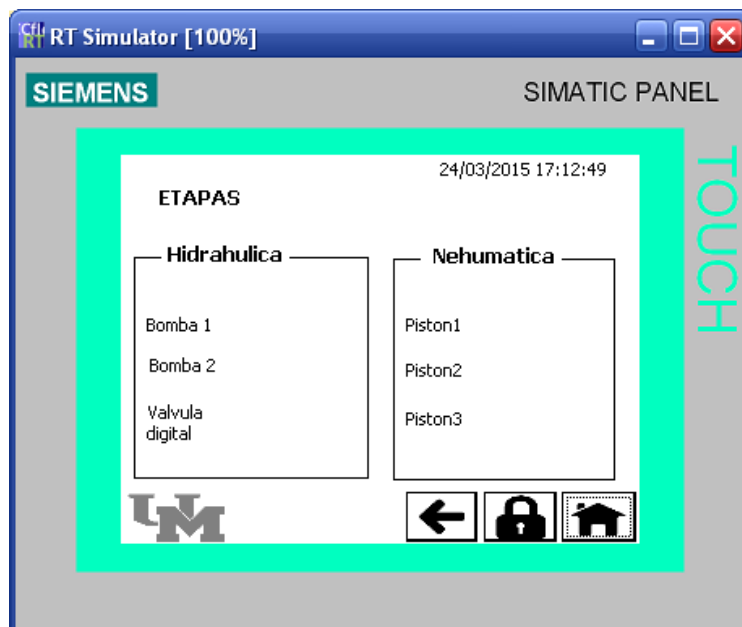 RT Simulator [100%]
SIEMENS
SIMATIC PANEL
TOUCH
24/03/2015 17:12:49
ETAPAS
Hidrahulica
Bomba 1
Bomba 2
Valvula
digital
Nehumatica
Piston1
Piston2
Piston3
UM